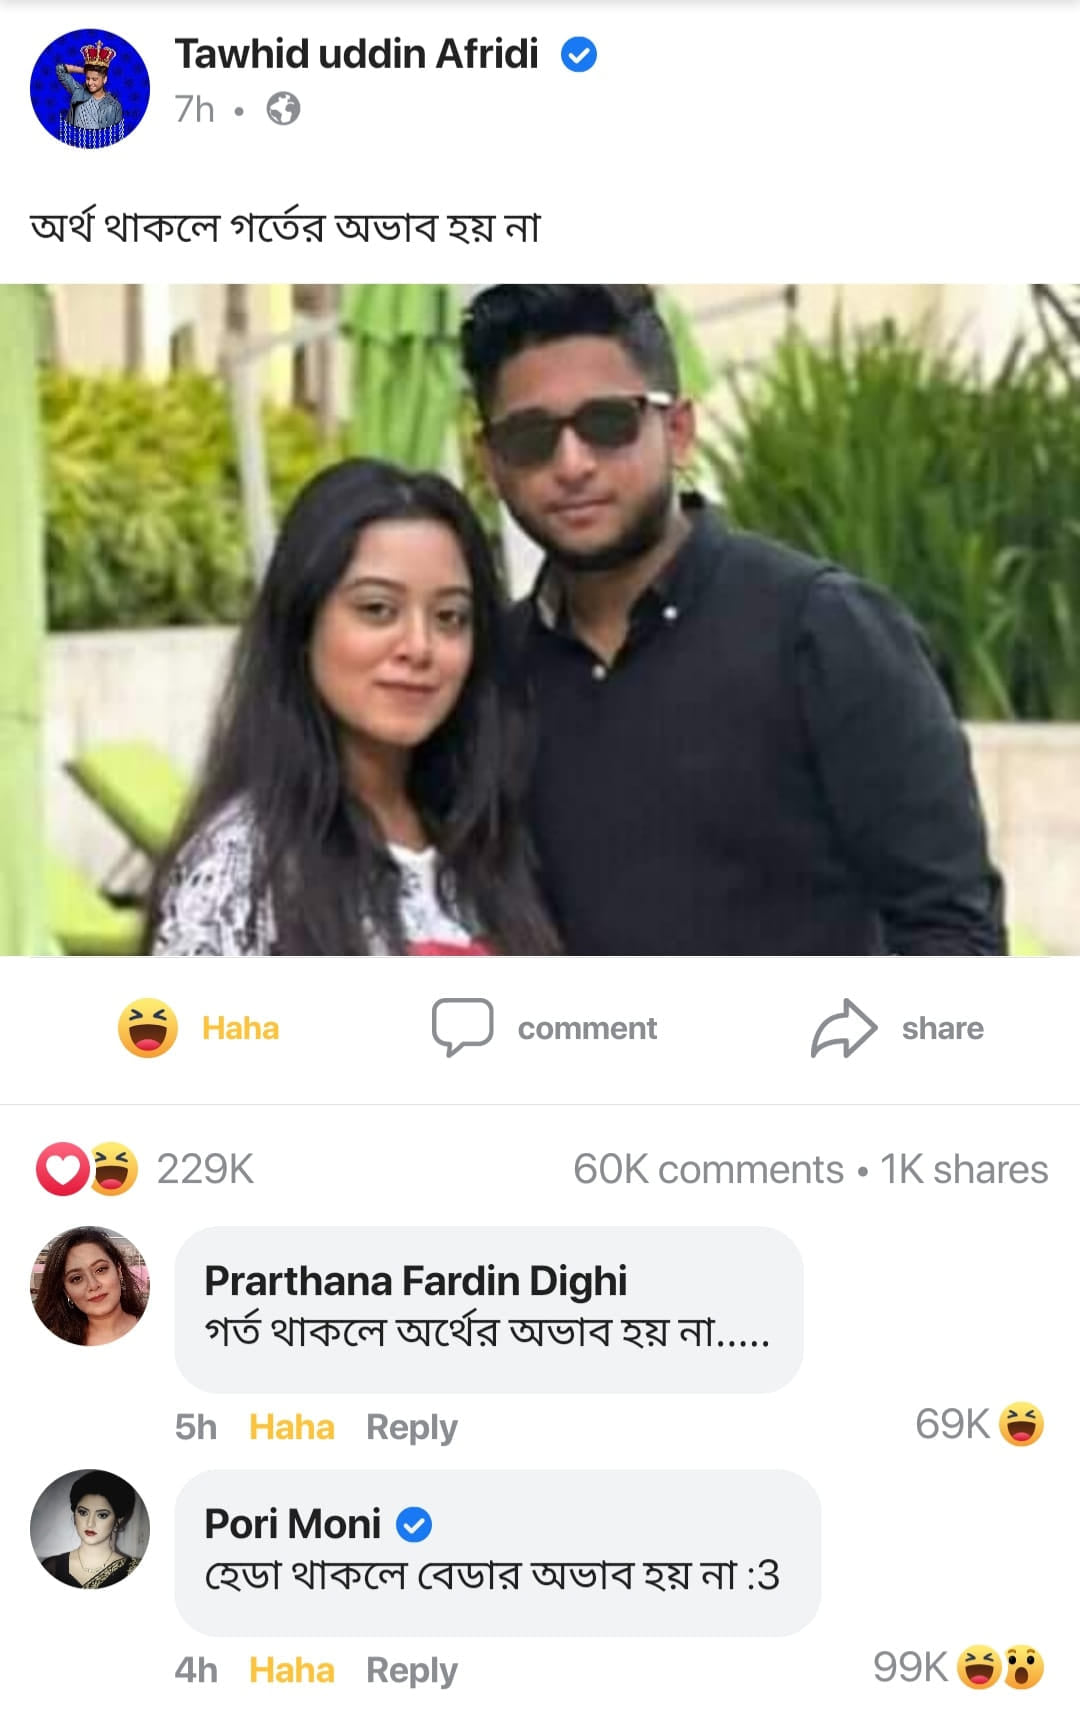 Tawhid uddin Afridi
7h •
অর্থ থাকলে গর্তের অভাব হয় না
Haha
comment
share
229K
60K comments • 1K shares
Prarthana Fardin Dighi
গর্ত থাকলে অর্থের অভাব হয় না.....
5h Haha Reply
69K
Pori Moni
হেডা থাকলে বেডার অভাব হয় না :3
4h Haha Reply
99K